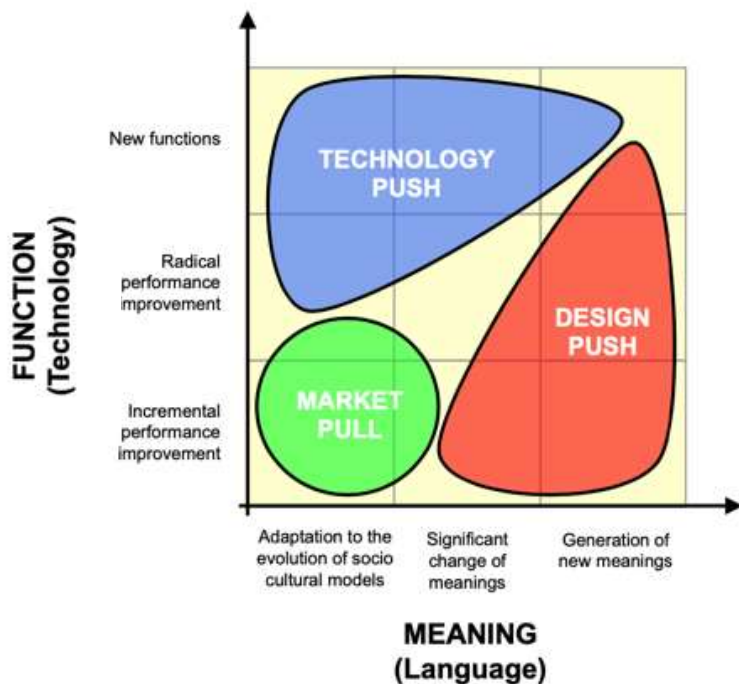 New functions
TECHNOLOGY
PUSH
FUNCTION
(Technology)
Radical
performance
improvement
DESIGN
PUSH
MARKET
PULL
Incremental
performance
improvement
Adaptation to the
evolution of socio
cultural models
Significant
change of
meanings
Generation of
new meanings
MEANING
(Language)